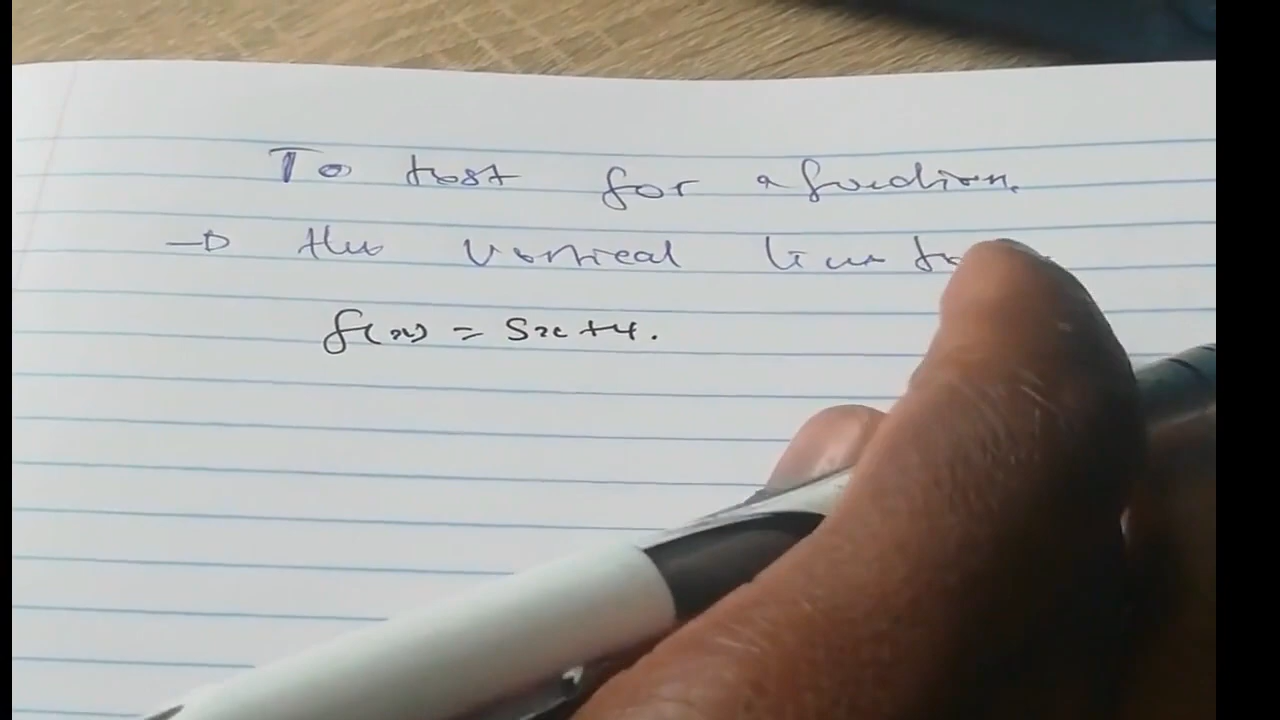 To test for a function.
→ the vertical line
f(x) = 5x + 4.